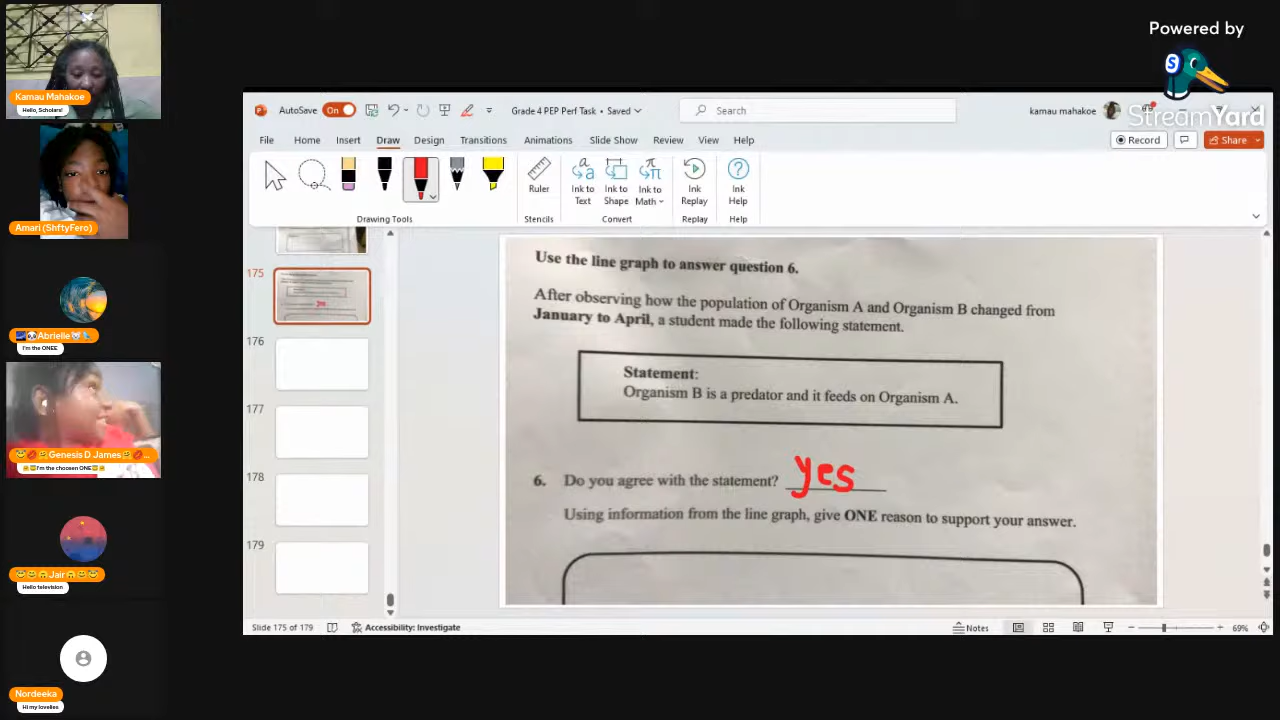 Kamau Mahakoe
Hello, Scholars!
Amari (ShftyFero)
Abrielle
I'm the ONEE
Genesis D James
I'm the choosen ONE
Jair
Hello television
Nordeeka
Hi my lovelies
Powered by
StreamYard
AutoSave On
Grade 4 PEP Perf Task • Saved
Search
kamau mahakoe
File Home Insert Draw Design Transitions Animations Slide Show Review View Help
Record
Share
Ruler
Ink to Text
Ink to Shape
Ink to Math
Ink Replay
Ink Help
Drawing Tools
Stencils
Convert
Replay
Help
175
176
177
178
179
Use the line graph to answer question 6.
After observing how the population of Organism A and Organism B changed from
January to April, a student made the following statement.
Statement:
Organism B is a predator and it feeds on Organism A.
6. Do you agree with the statement? yes
Using information from the line graph, give ONE reason to support your answer.
Slide 175 of 179
Accessibility: Investigate
Notes
69%